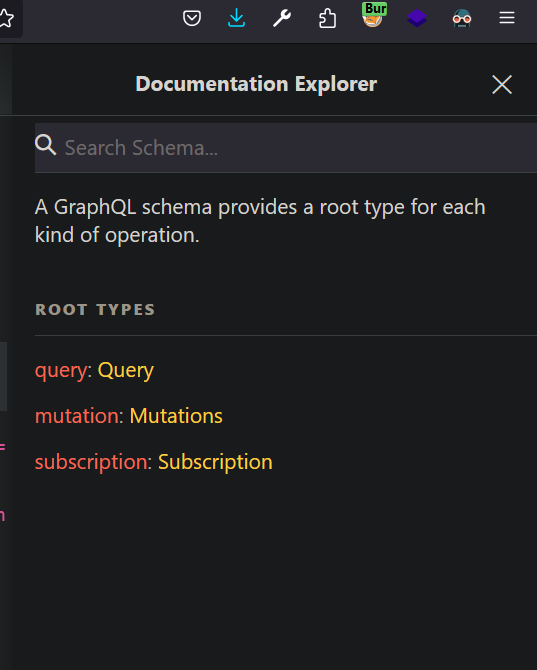 Bur
Documentation Explorer
Search Schema...
A GraphQL schema provides a root type for each
kind of operation.
ROOT TYPES
query: Query
mutation: Mutations
subscription: Subscription
=
n